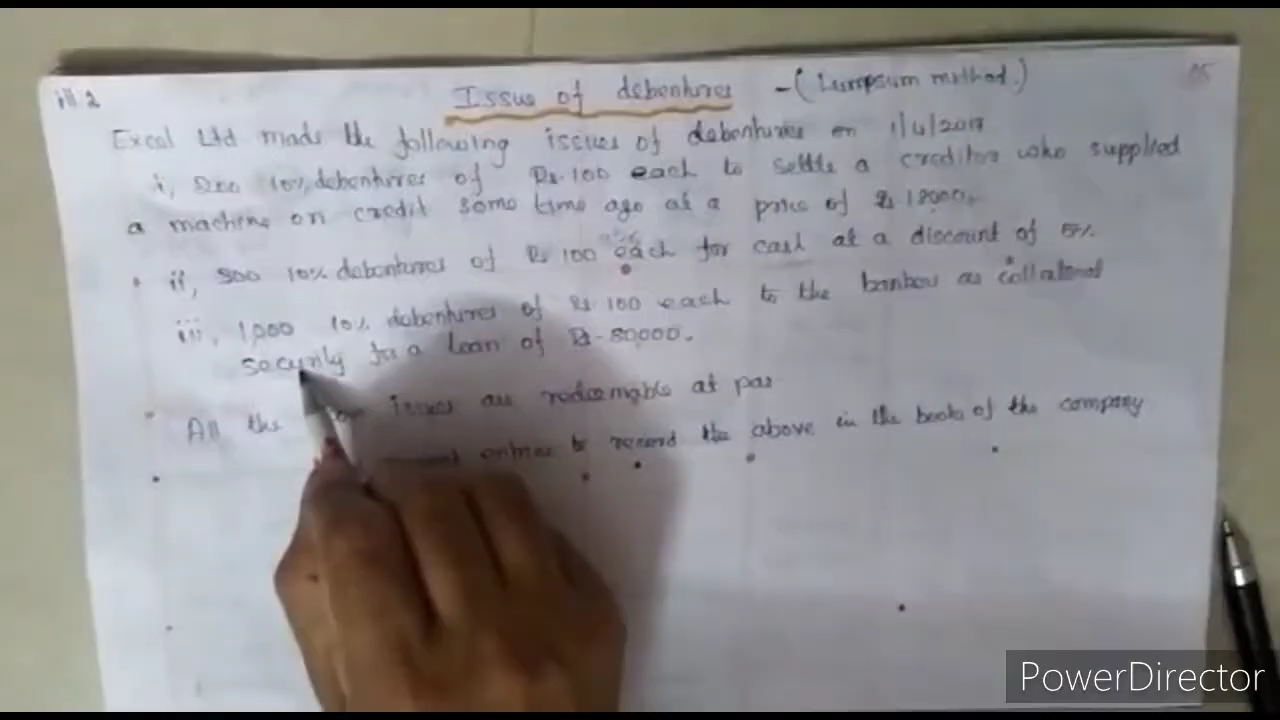 ill 2
Issue of debentures - (Lumpsum method.)
Excel Ltd made the following issues of debentures on 1/4/2017
i, 200 10% debentures of Rs.100 each to settle a creditor who supplied
a machine on credit some time ago at a price of Rs 18000.
ii, 500 10% debentures of Rs 100 each for cash at a discount of 5%
iii, 1,000 10% debentures of Rs 100 each to the bankers as collateral
security for a loan of Rs.80000.
All the issues are redeemable at par
entries to record the above in the books of the company
PowerDirector